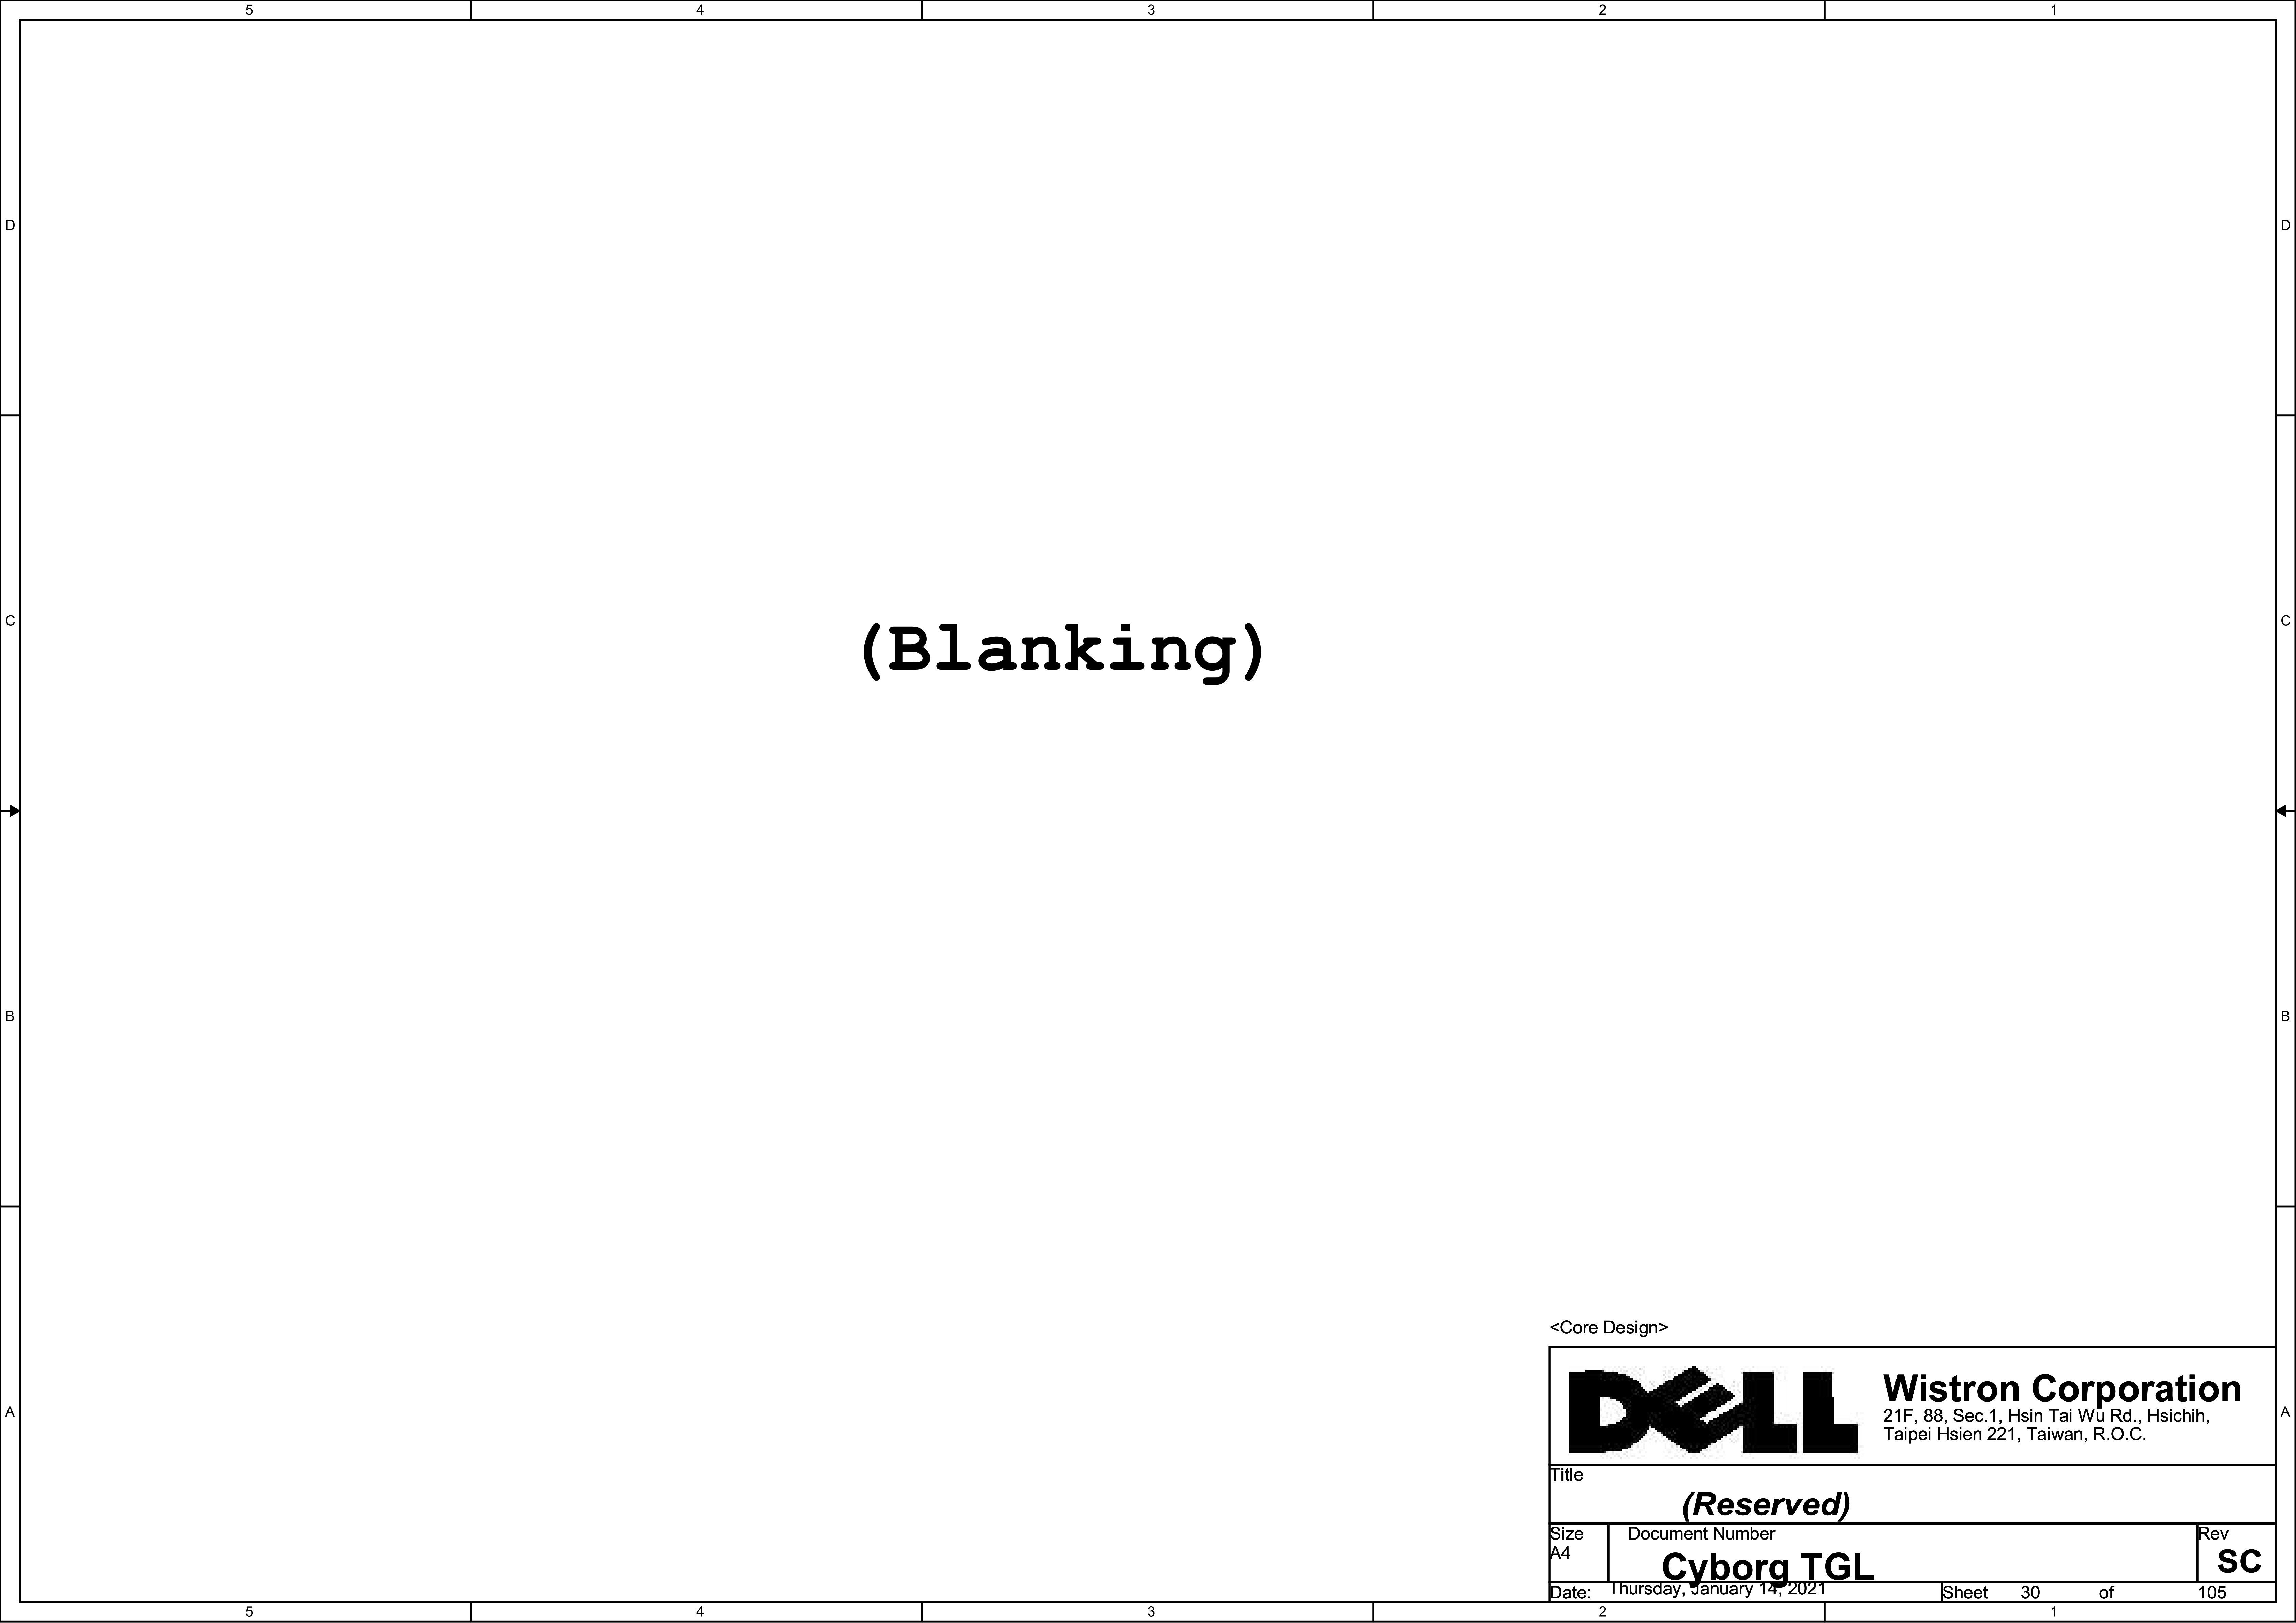 5 4 3 2 1
D D
C C
(Blanking)
B B
<Core Design>
DELL
Wistron Corporation
21F, 88, Sec.1, Hsin Tai Wu Rd., Hsichih,
Taipei Hsien 221, Taiwan, R.O.C.
A A
Title
(Reserved)
Size Document Number Rev
A4 Cyborg TGL SC
Date: Thursday, January 14, 2021 Sheet 30 of 105
5 4 3 2 1